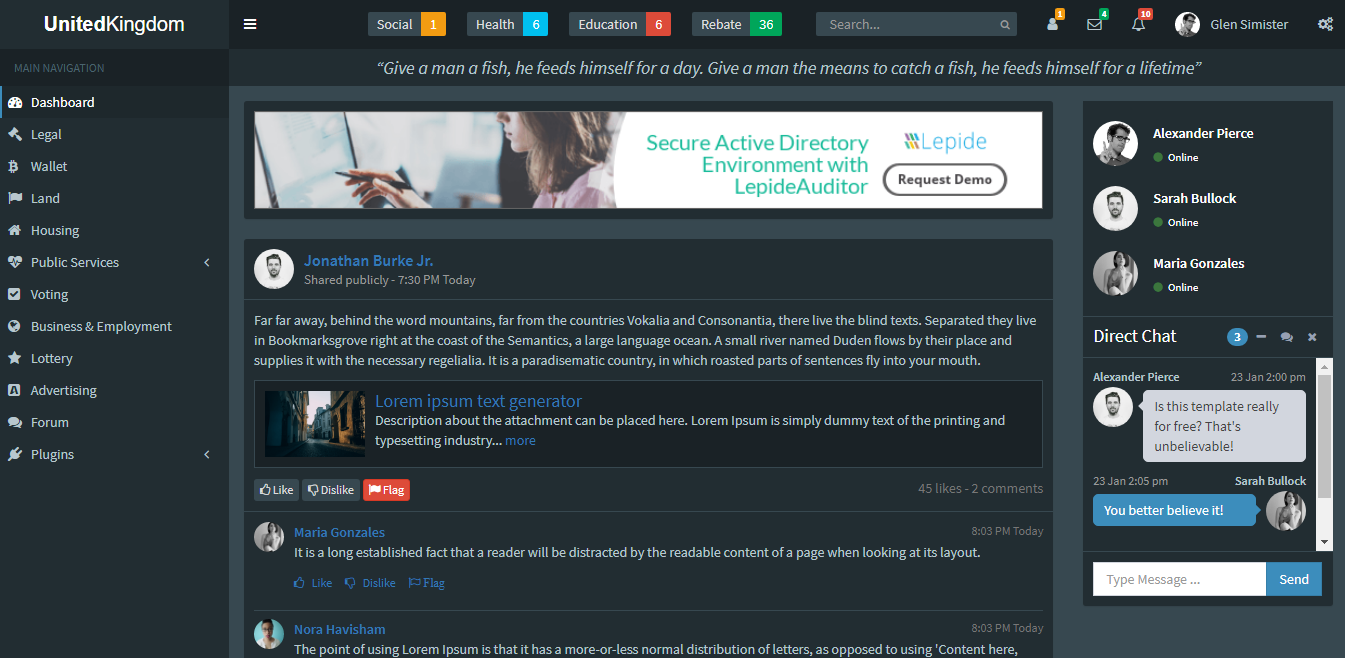 UnitedKingdom
Social 1
Health 6
Education 6
Rebate 36
Search...
1
4
10
Glen Simister
MAIN NAVIGATION
“Give a man a fish, he feeds himself for a day. Give a man the means to catch a fish, he feeds himself for a lifetime”
Dashboard
Legal
Wallet
Land
Housing
Public Services
Voting
Business & Employment
Lottery
Advertising
Forum
Plugins
Secure Active Directory
Environment with
LepideAuditor
Lepide
Request Demo
Jonathan Burke Jr.
Shared publicly - 7:30 PM Today
Far far away, behind the word mountains, far from the countries Vokalia and Consonantia, there live the blind texts. Separated they live
in Bookmarksgrove right at the coast of the Semantics, a large language ocean. A small river named Duden flows by their place and
supplies it with the necessary regelialia. It is a paradisematic country, in which roasted parts of sentences fly into your mouth.
Lorem ipsum text generator
Description about the attachment can be placed here. Lorem Ipsum is simply dummy text of the printing and
typesetting industry... more
Like
Dislike
Flag
45 likes - 2 comments
Maria Gonzales
8:03 PM Today
It is a long established fact that a reader will be distracted by the readable content of a page when looking at its layout.
Like
Dislike
Flag
Nora Havisham
8:03 PM Today
The point of using Lorem Ipsum is that it has a more-or-less normal distribution of letters, as opposed to using 'Content here,
Alexander Pierce
Online
Sarah Bullock
Online
Maria Gonzales
Online
Direct Chat
3
Alexander Pierce
23 Jan 2:00 pm
Is this template really
for free? That's
unbelievable!
23 Jan 2:05 pm
Sarah Bullock
You better believe it!
Type Message ...
Send